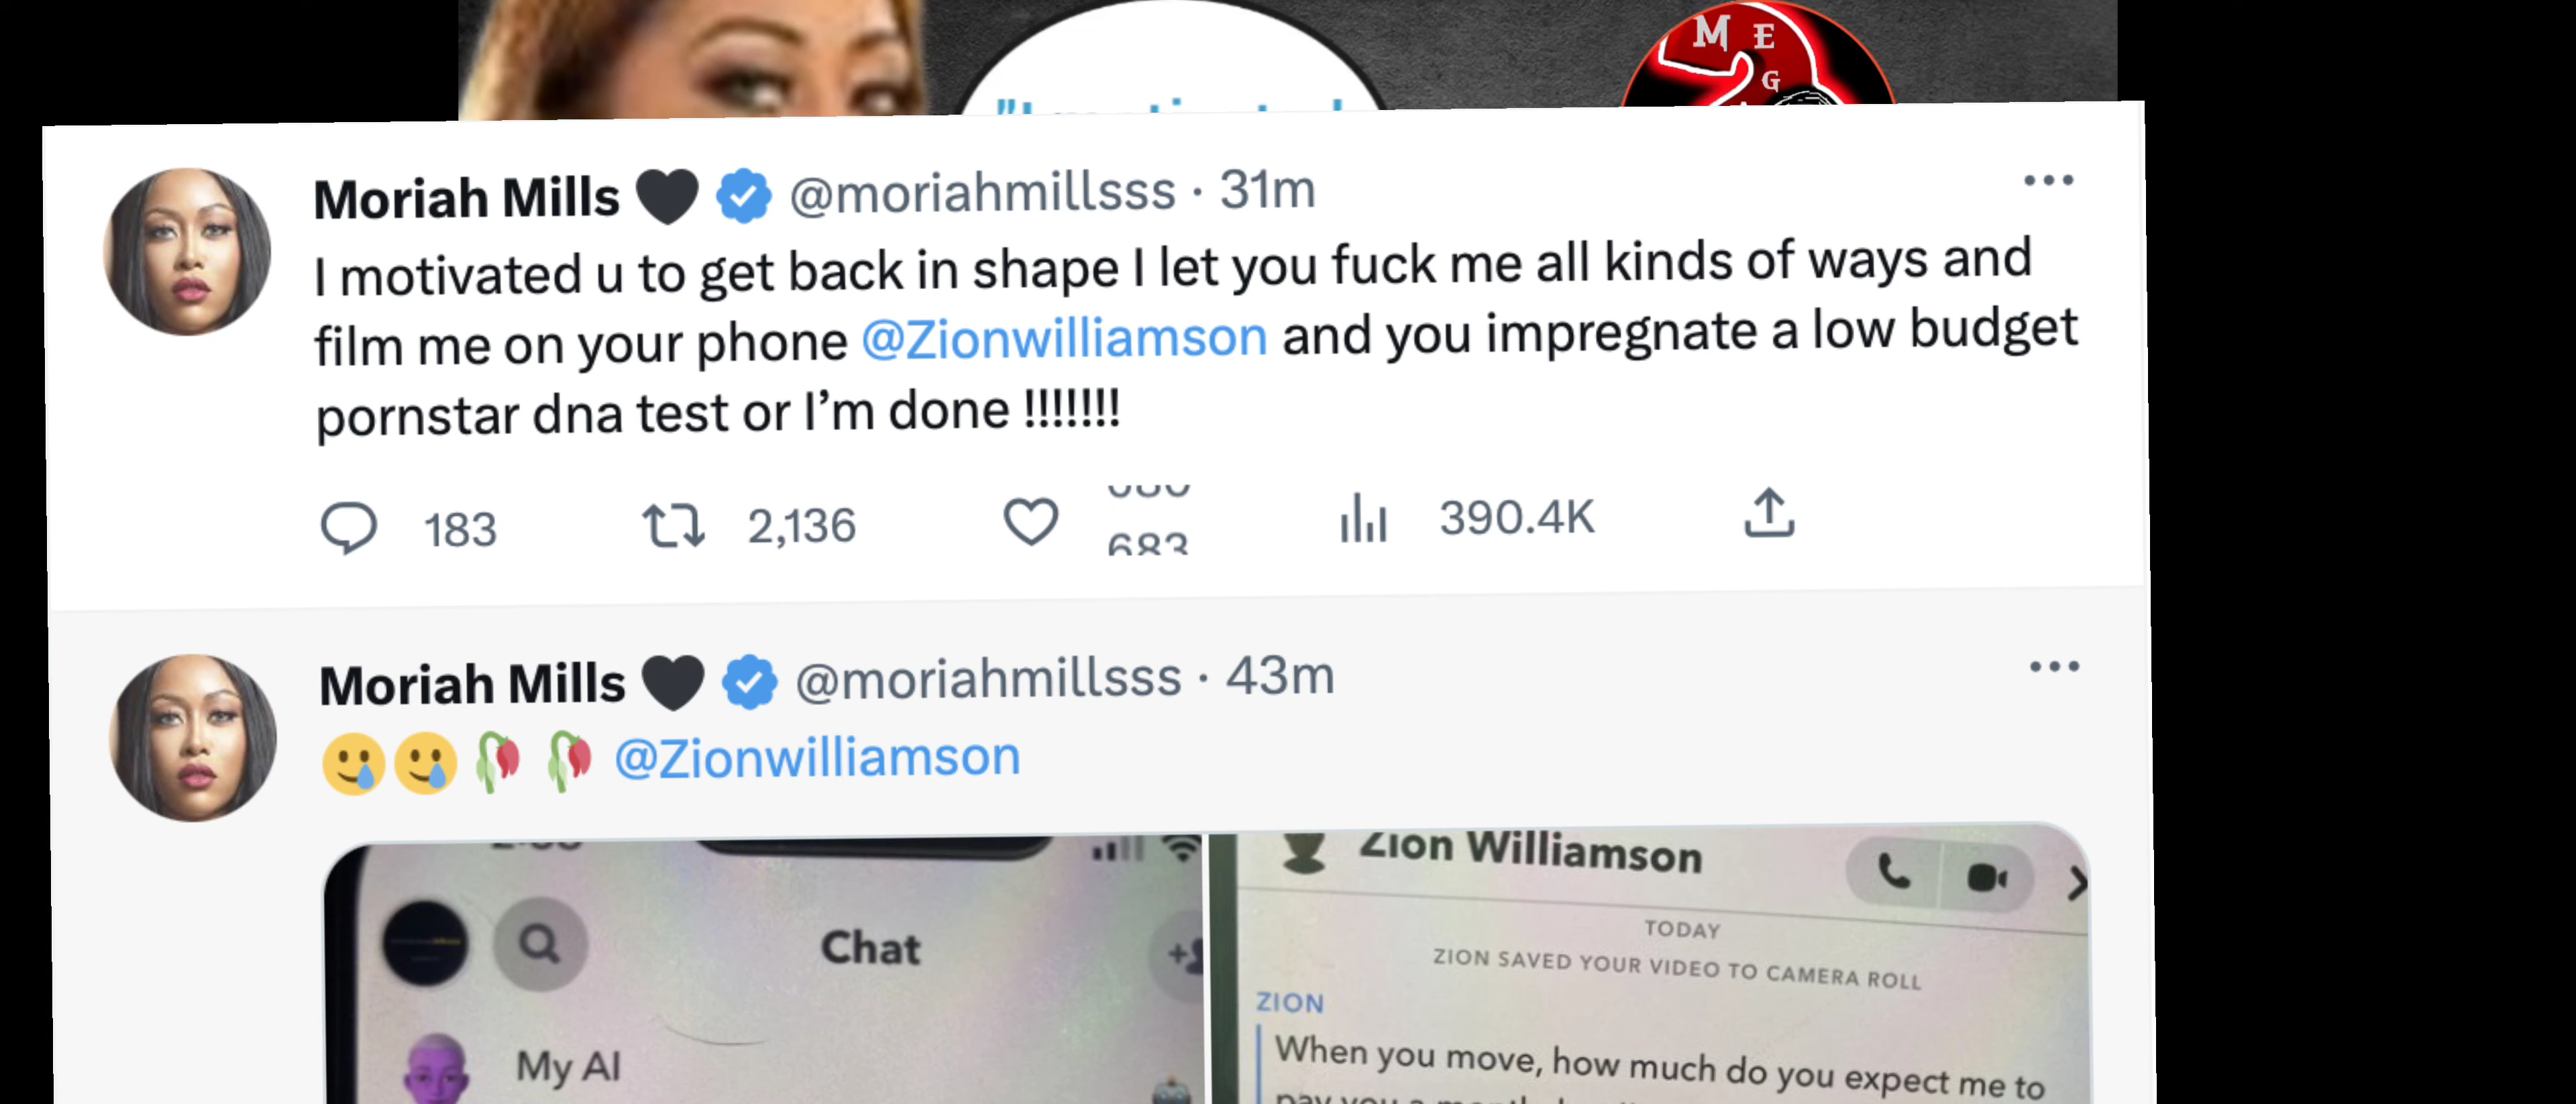 M E
G
Moriah Mills 🖤 @moriahmillsss · 31m
I motivated u to get back in shape I let you fuck me all kinds of ways and
film me on your phone @Zionwilliamson and you impregnate a low budget
pornstar dna test or I’m done !!!!!!!
183 2,136 683 390.4K
Moriah Mills 🖤 @moriahmillsss · 43m
🥲🥲🥀🥀 @Zionwilliamson
Chat
My AI
Zion Williamson
TODAY
ZION SAVED YOUR VIDEO TO CAMERA ROLL
ZION
When you move, how much do you expect me to
pay you a month